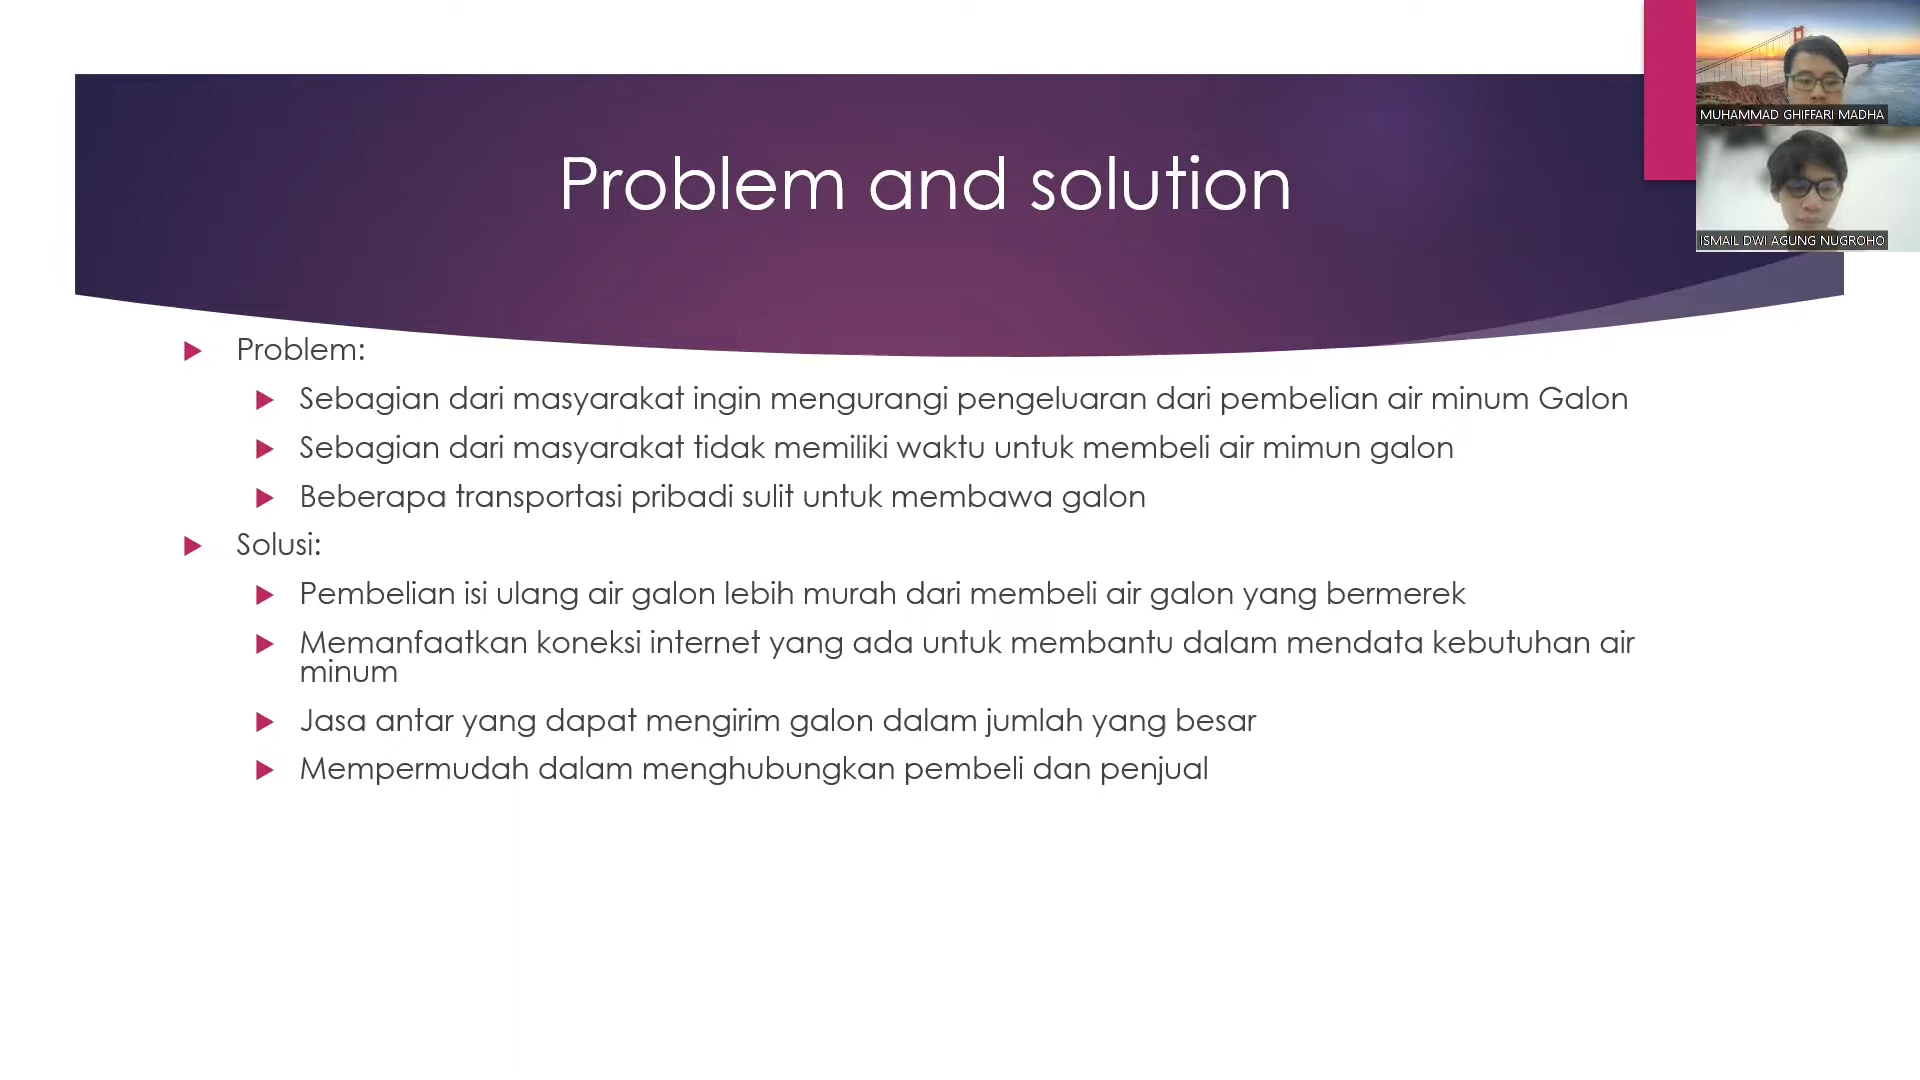 Problem and solution
Problem:
Sebagian dari masyarakat ingin mengurangi pengeluaran dari pembelian air minum Galon
Sebagian dari masyarakat tidak memiliki waktu untuk membeli air mimun galon
Beberapa transportasi pribadi sulit untuk membawa galon
Solusi:
Pembelian isi ulang air galon lebih murah dari membeli air galon yang bermerek
Memanfaatkan koneksi internet yang ada untuk membantu dalam mendata kebutuhan air
minum
Jasa antar yang dapat mengirim galon dalam jumlah yang besar
Mempermudah dalam menghubungkan pembeli dan penjual
MUHAMMAD GHIFFARI MADHA
ISMAIL DWI AGUNG NUGROHO